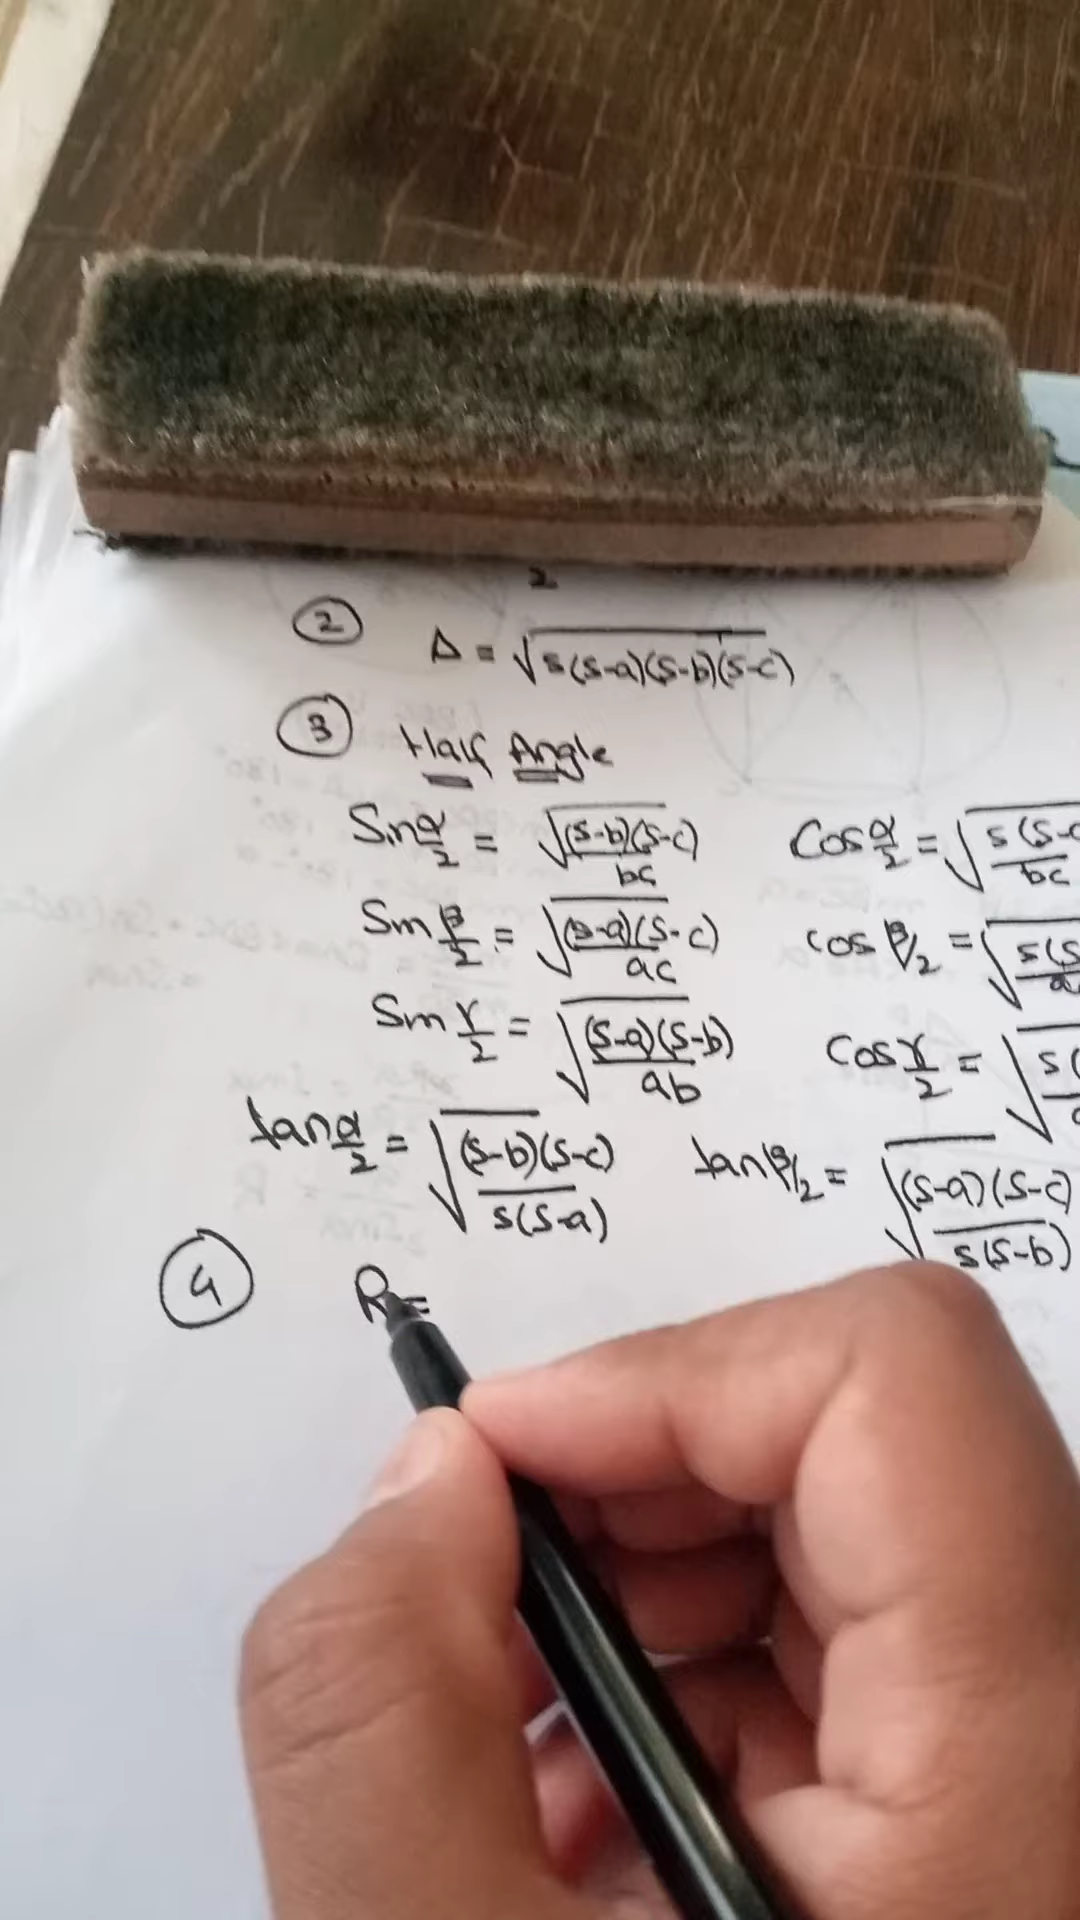 2
② Δ = √s(s-a)(s-b)(s-c)
③ Half Angle
Sin α/2 = √(s-b)(s-c)/bc Cos α/2 = √s(s-/bc
Sin β/2 = √(s-a)(s-c)/ac cos β/2 = √s(s
Sin γ/2 = √(s-a)(s-b)/ab Cos γ/2 = √s(
tan α/2 = √(s-b)(s-c)/s(s-a) tan β/2 = √(s-a)(s-c)/s(s-b)
④ R=